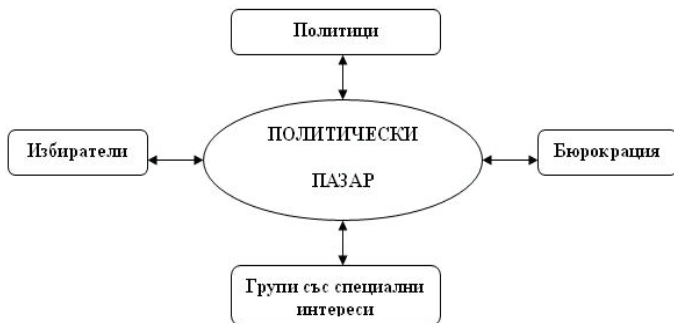 Политици
ПОЛИТИЧЕСКИ
Избиратели
Бюрокрация
ПАЗАР
Групи със специални
интереси